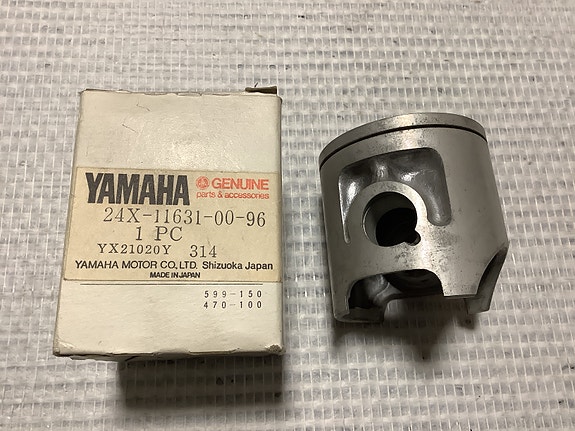 YAMAHA GENUINE
parts & accessories
24X-11631-00-96
1 PC
YX21020Y 314
YAMAHA MOTOR CO., LTD. Shizuoka Japan
MADE IN JAPAN
599-150
470-100